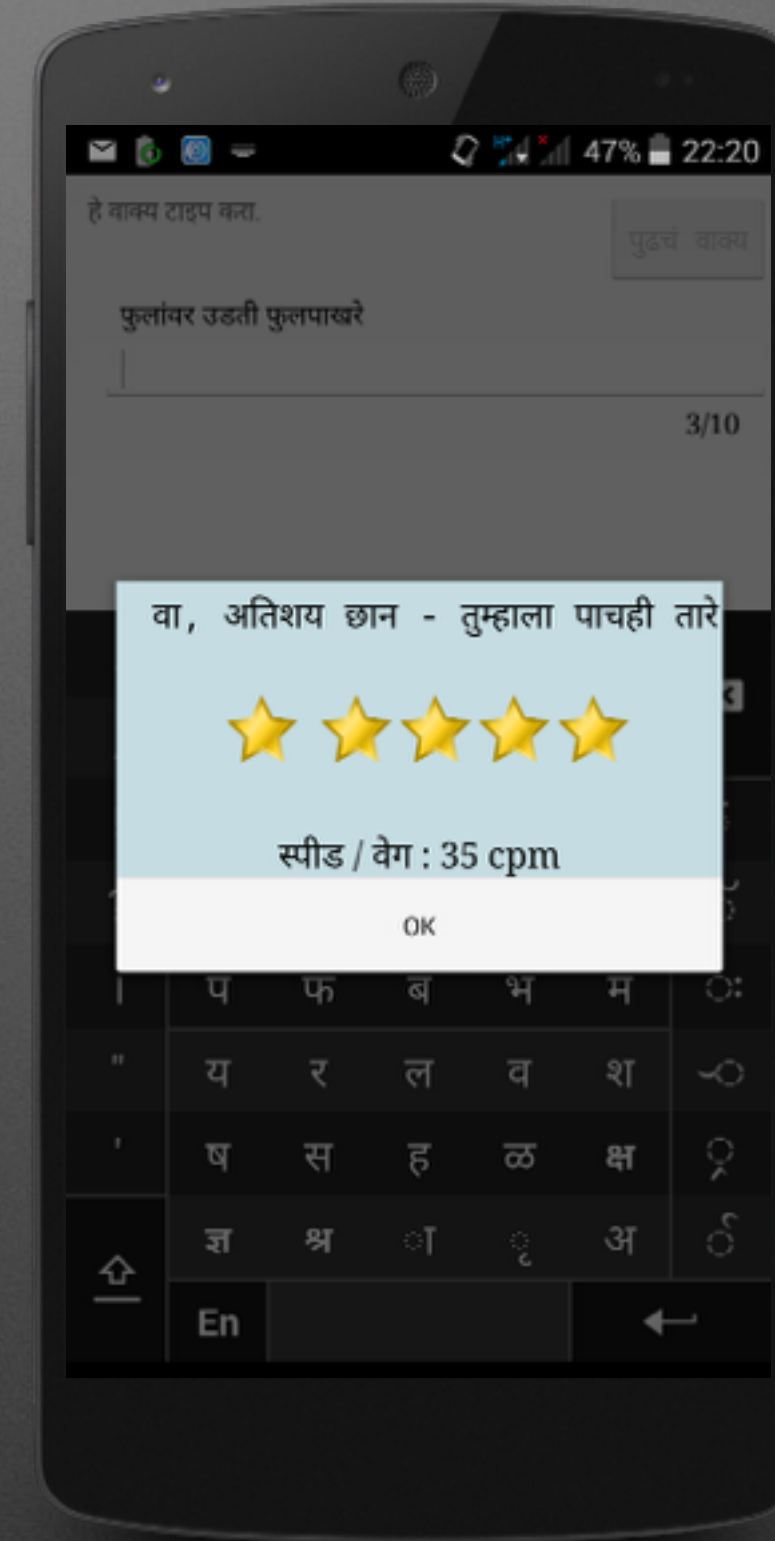 47% 22:20
हे वाक्य टाइप करा.
पुढचं वाक्य
फुलांवर उडती फुलपाखरे
3/10
वा, अतिशय छान - तुम्हाला पाचही तारे
स्पीड / वेग : 35 cpm
OK
। प फ ब भ म ः
" य र ल व श
' ष स ह ळ क्ष
ज्ञ श्र ा ृ अ
En